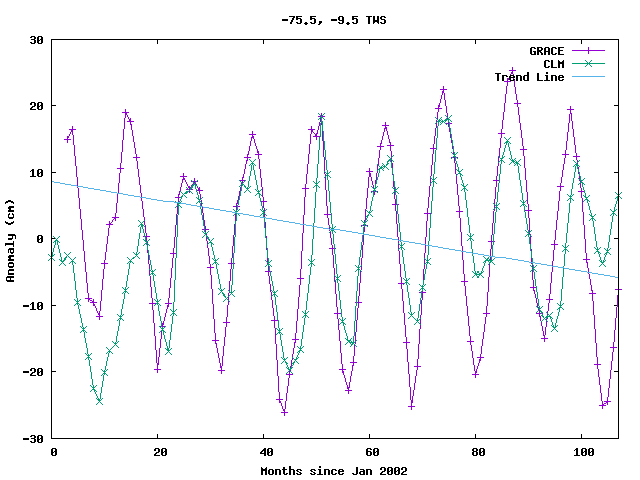 -75.5, -9.5 TWS
30
20
10
0
-10
-20
-30
Anomaly (cm)
GRACE
CLM
Trend Line
0 20 40 60 80 100
Months since Jan 2002